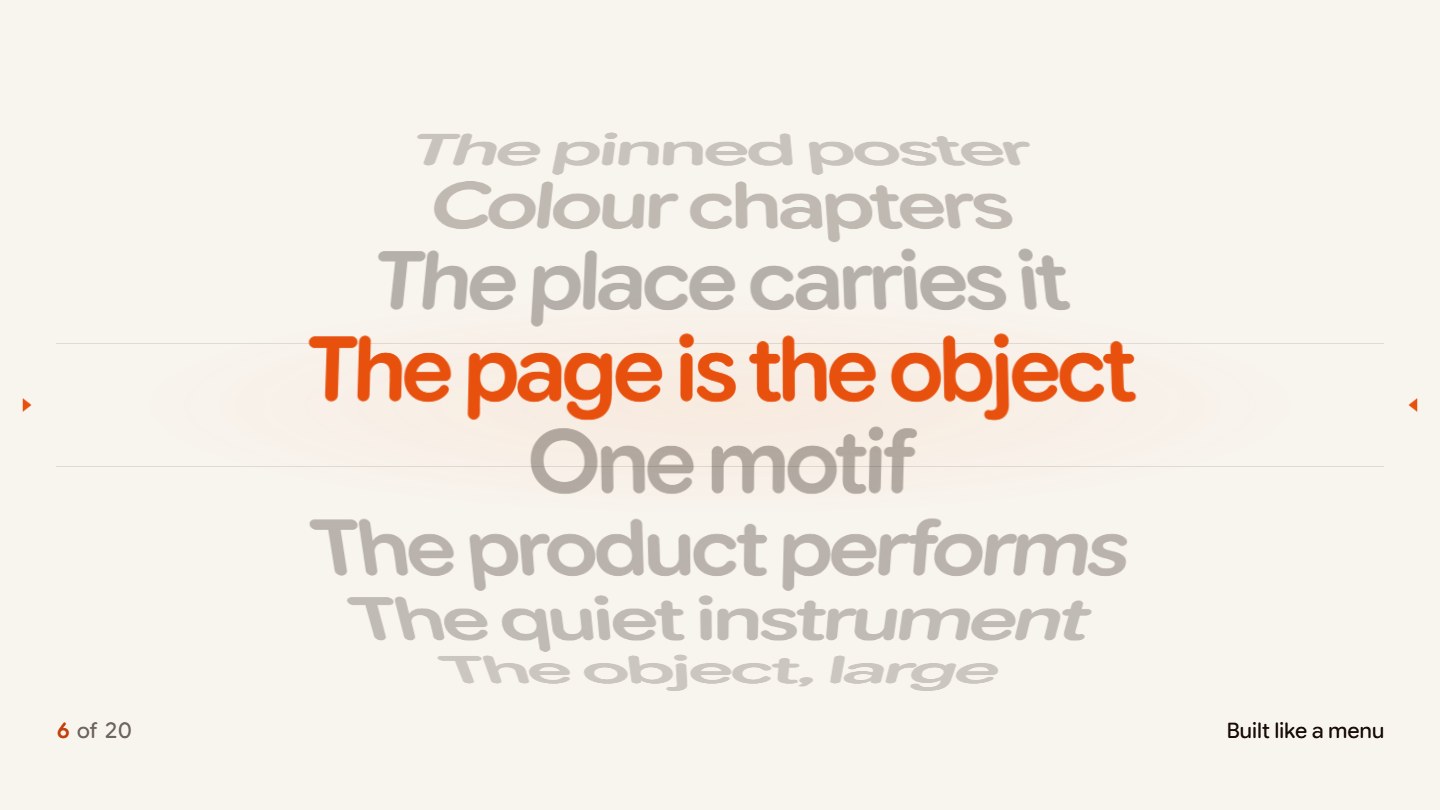 The pinned poster
Colour chapters
The place carries it
The page is the object
One motif
The product performs
The quiet instrument
The object, large
6 of 20
Built like a menu